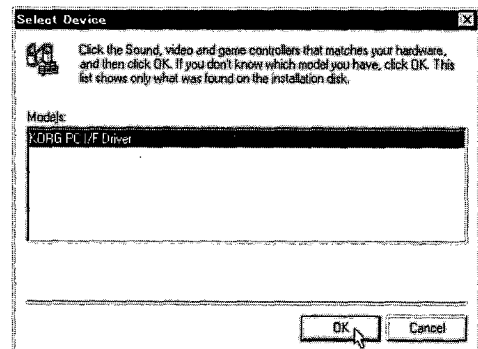 Select Device
Click the Sound, video and game controllers that matches your hardware,
and then click OK. If you don't know which model you have, click OK. This
list shows only what was found on the installation disk.
Models:
KORG PC I/F Driver
OK
Cancel